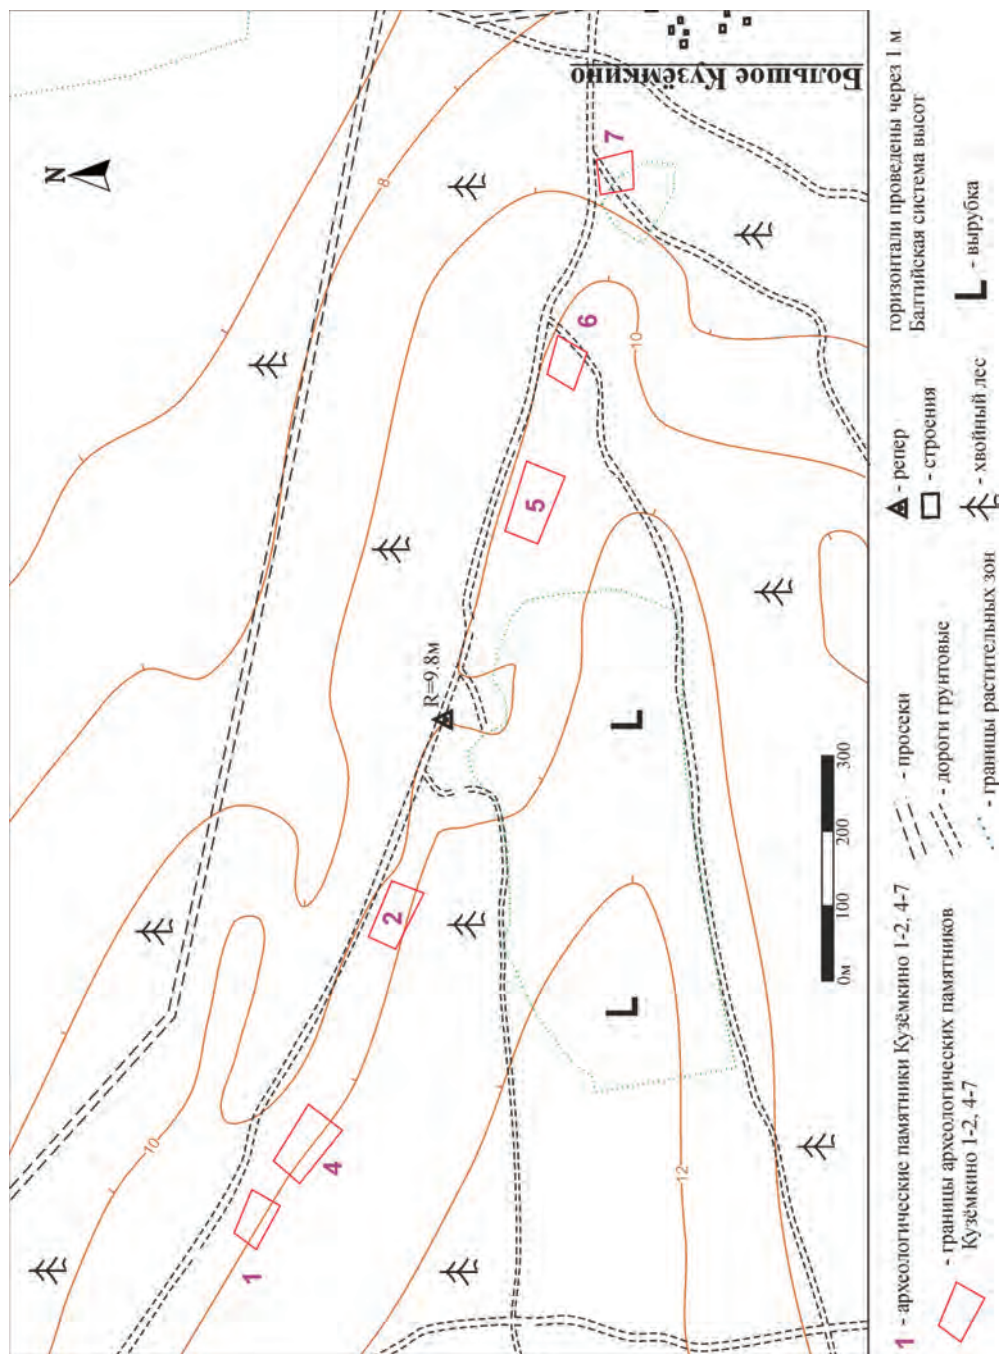 N
8
Большое Кузёмкино
7
6
10
5
R=9.8м
2
10
4
1
12
L
L
0м 100 200 300
1 - археологические памятники Кузёмкино 1-2, 4-7
- границы археологических памятников
Кузёмкино 1-2, 4-7
- просеки
- дороги грунтовые
- границы растительных зон
- репер
- строения
- хвойный лес
горизонтали проведены через 1 м
Балтийская система высот
L - вырубка